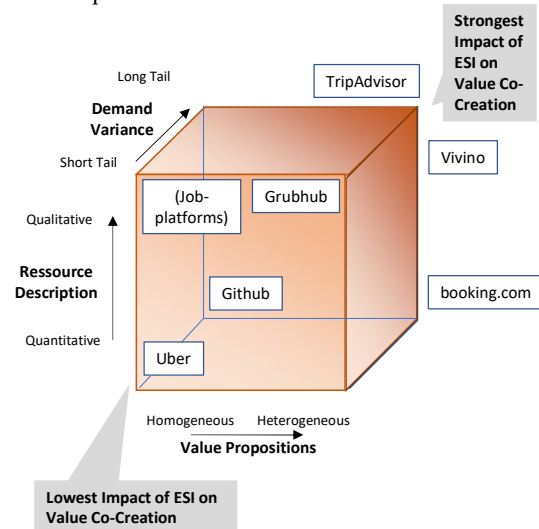 Strongest
Impact of
ESI on
Value Co-
Creation
TripAdvisor
Long Tail
Demand
Variance
Short Tail
Vivino
(Job-
platforms)
Grubhub
Qualitative
Ressource
Description
Github
booking.com
Quantitative
Uber
Homogeneous Heterogeneous
Value Propositions
Lowest Impact of ESI on
Value Co-Creation